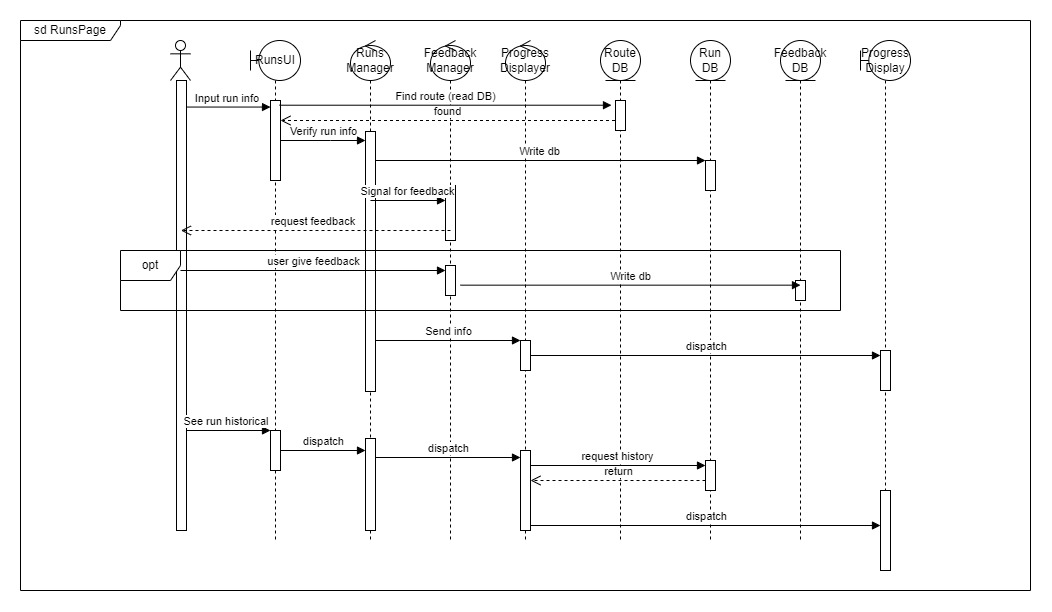 sd RunsPage
RunsUI
Runs
Manager
Feedback
Manager
Progress
Displayer
Route
DB
Run
DB
Feedback
DB
Progress
Display
Input run info
Find route (read DB)
found
Verify run info
Write db
Signal for feedback
request feedback
opt
user give feedback
Write db
Send info
dispatch
See run historical
dispatch
dispatch
request history
return
dispatch